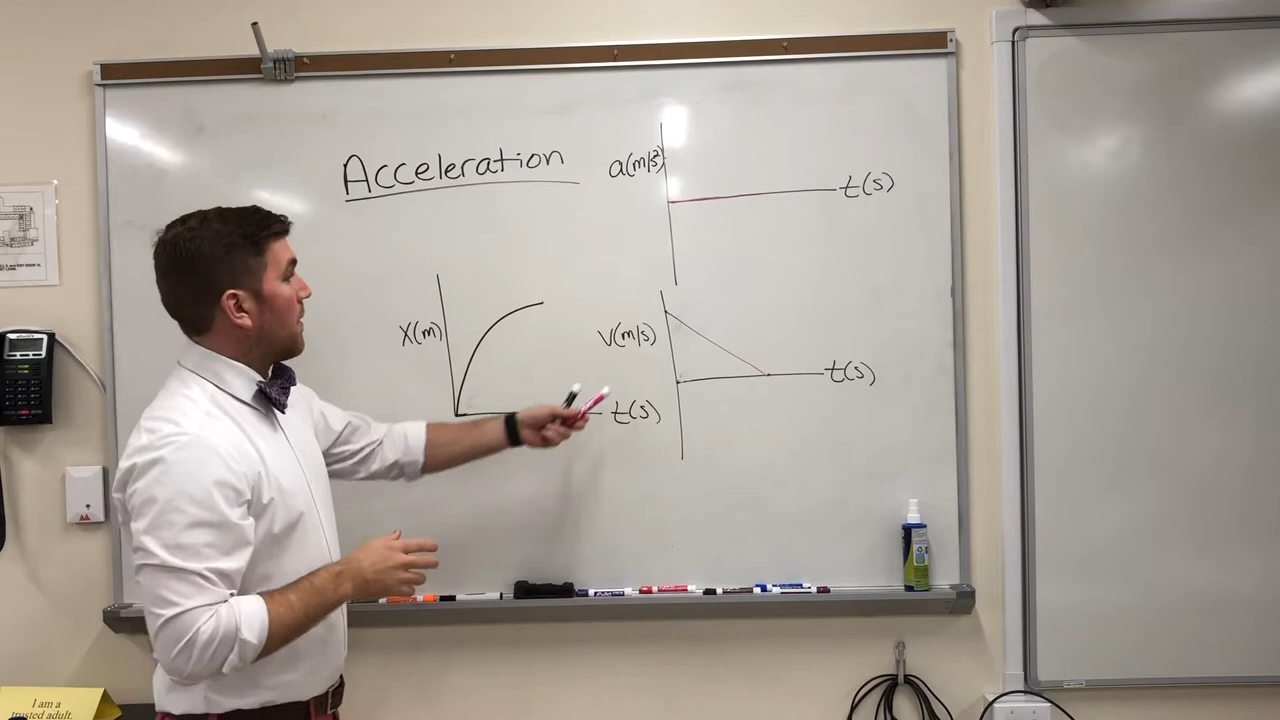 Acceleration
a(m/s²)
t(s)
X(m)
t(s)
V(m/s)
t(s)
I am a
trusted adult.